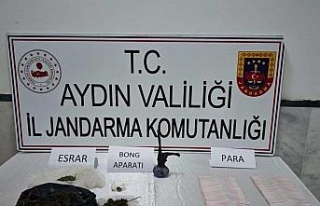 T.C.
AYDIN VALİLİĞİ
İL JANDARMA KOMUTANLIĞI
ESRAR
BONG
APARATI
PARA